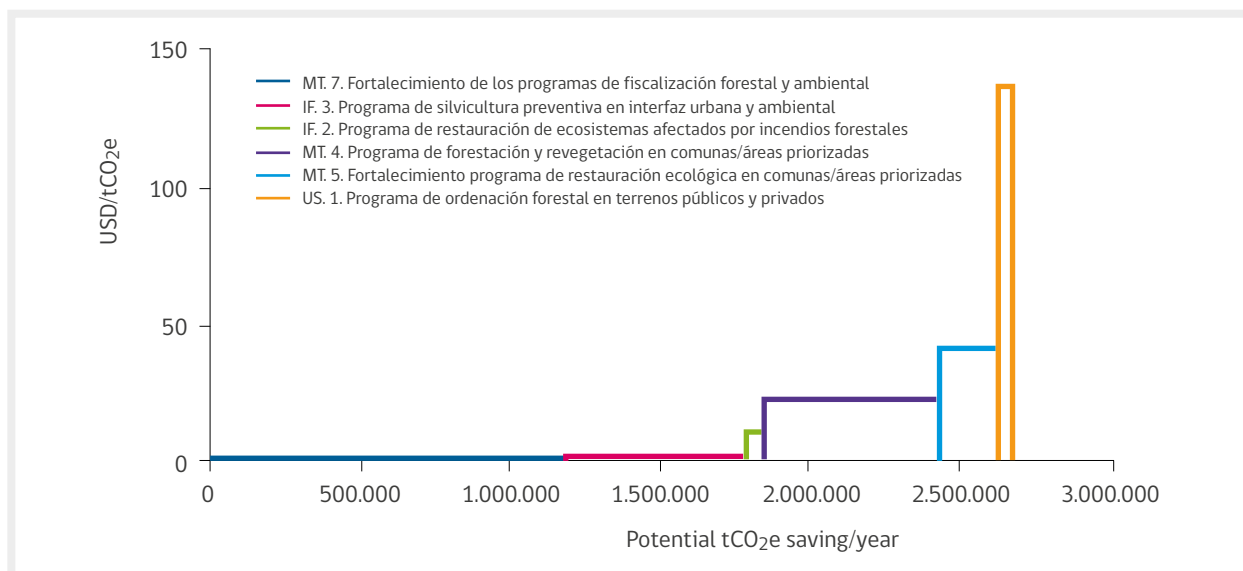 150
MT. 7. Fortalecimiento de los programas de fiscalización forestal y ambiental
IF. 3. Programa de silvicultura preventiva en interfaz urbana y ambiental
IF. 2. Programa de restauración de ecosistemas afectados por incendios forestales
MT. 4. Programa de forestación y revegetación en comunas/áreas priorizadas
MT. 5. Fortalecimiento programa de restauración ecológica en comunas/áreas priorizadas
US. 1. Programa de ordenación forestal en terrenos públicos y privados
USD/tCO₂e
100
50
0
0 500.000 1.000.000 1.500.000 2.000.000 2.500.000 3.000.000
Potential tCO₂e saving/year